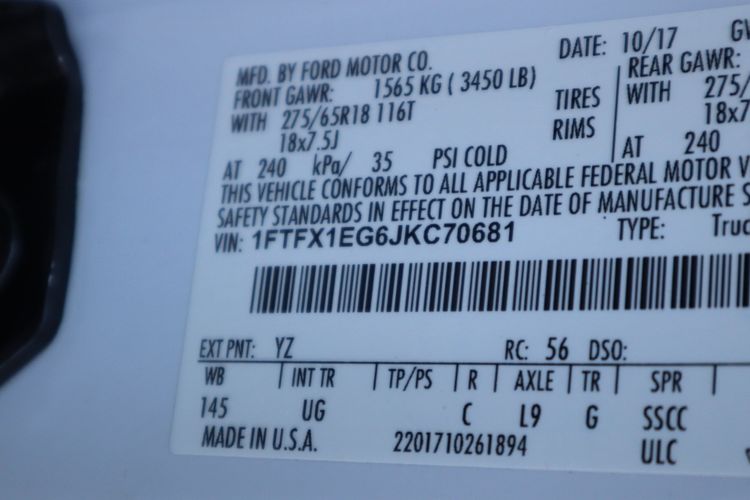 MFD. BY FORD MOTOR CO. DATE: 10/17 GV
FRONT GAWR: 1565 KG ( 3450 LB) REAR GAWR:
WITH 275/65R18 116T TIRES WITH 275/
18x7.5J RIMS 18x7
AT 240 kPa/ 35 PSI COLD AT 240
THIS VEHICLE CONFORMS TO ALL APPLICABLE FEDERAL MOTOR V
SAFETY STANDARDS IN EFFECT ON THE DATE OF MANUFACTURE S
VIN: 1FTFX1EG6JKC70681 TYPE: Truc
EXT PNT: YZ RC: 56 DSO:
WB INT TR TP/PS R AXLE TR SPR
145 UG C L9 G SSCC
MADE IN U.S.A. 2201710261894 ULC